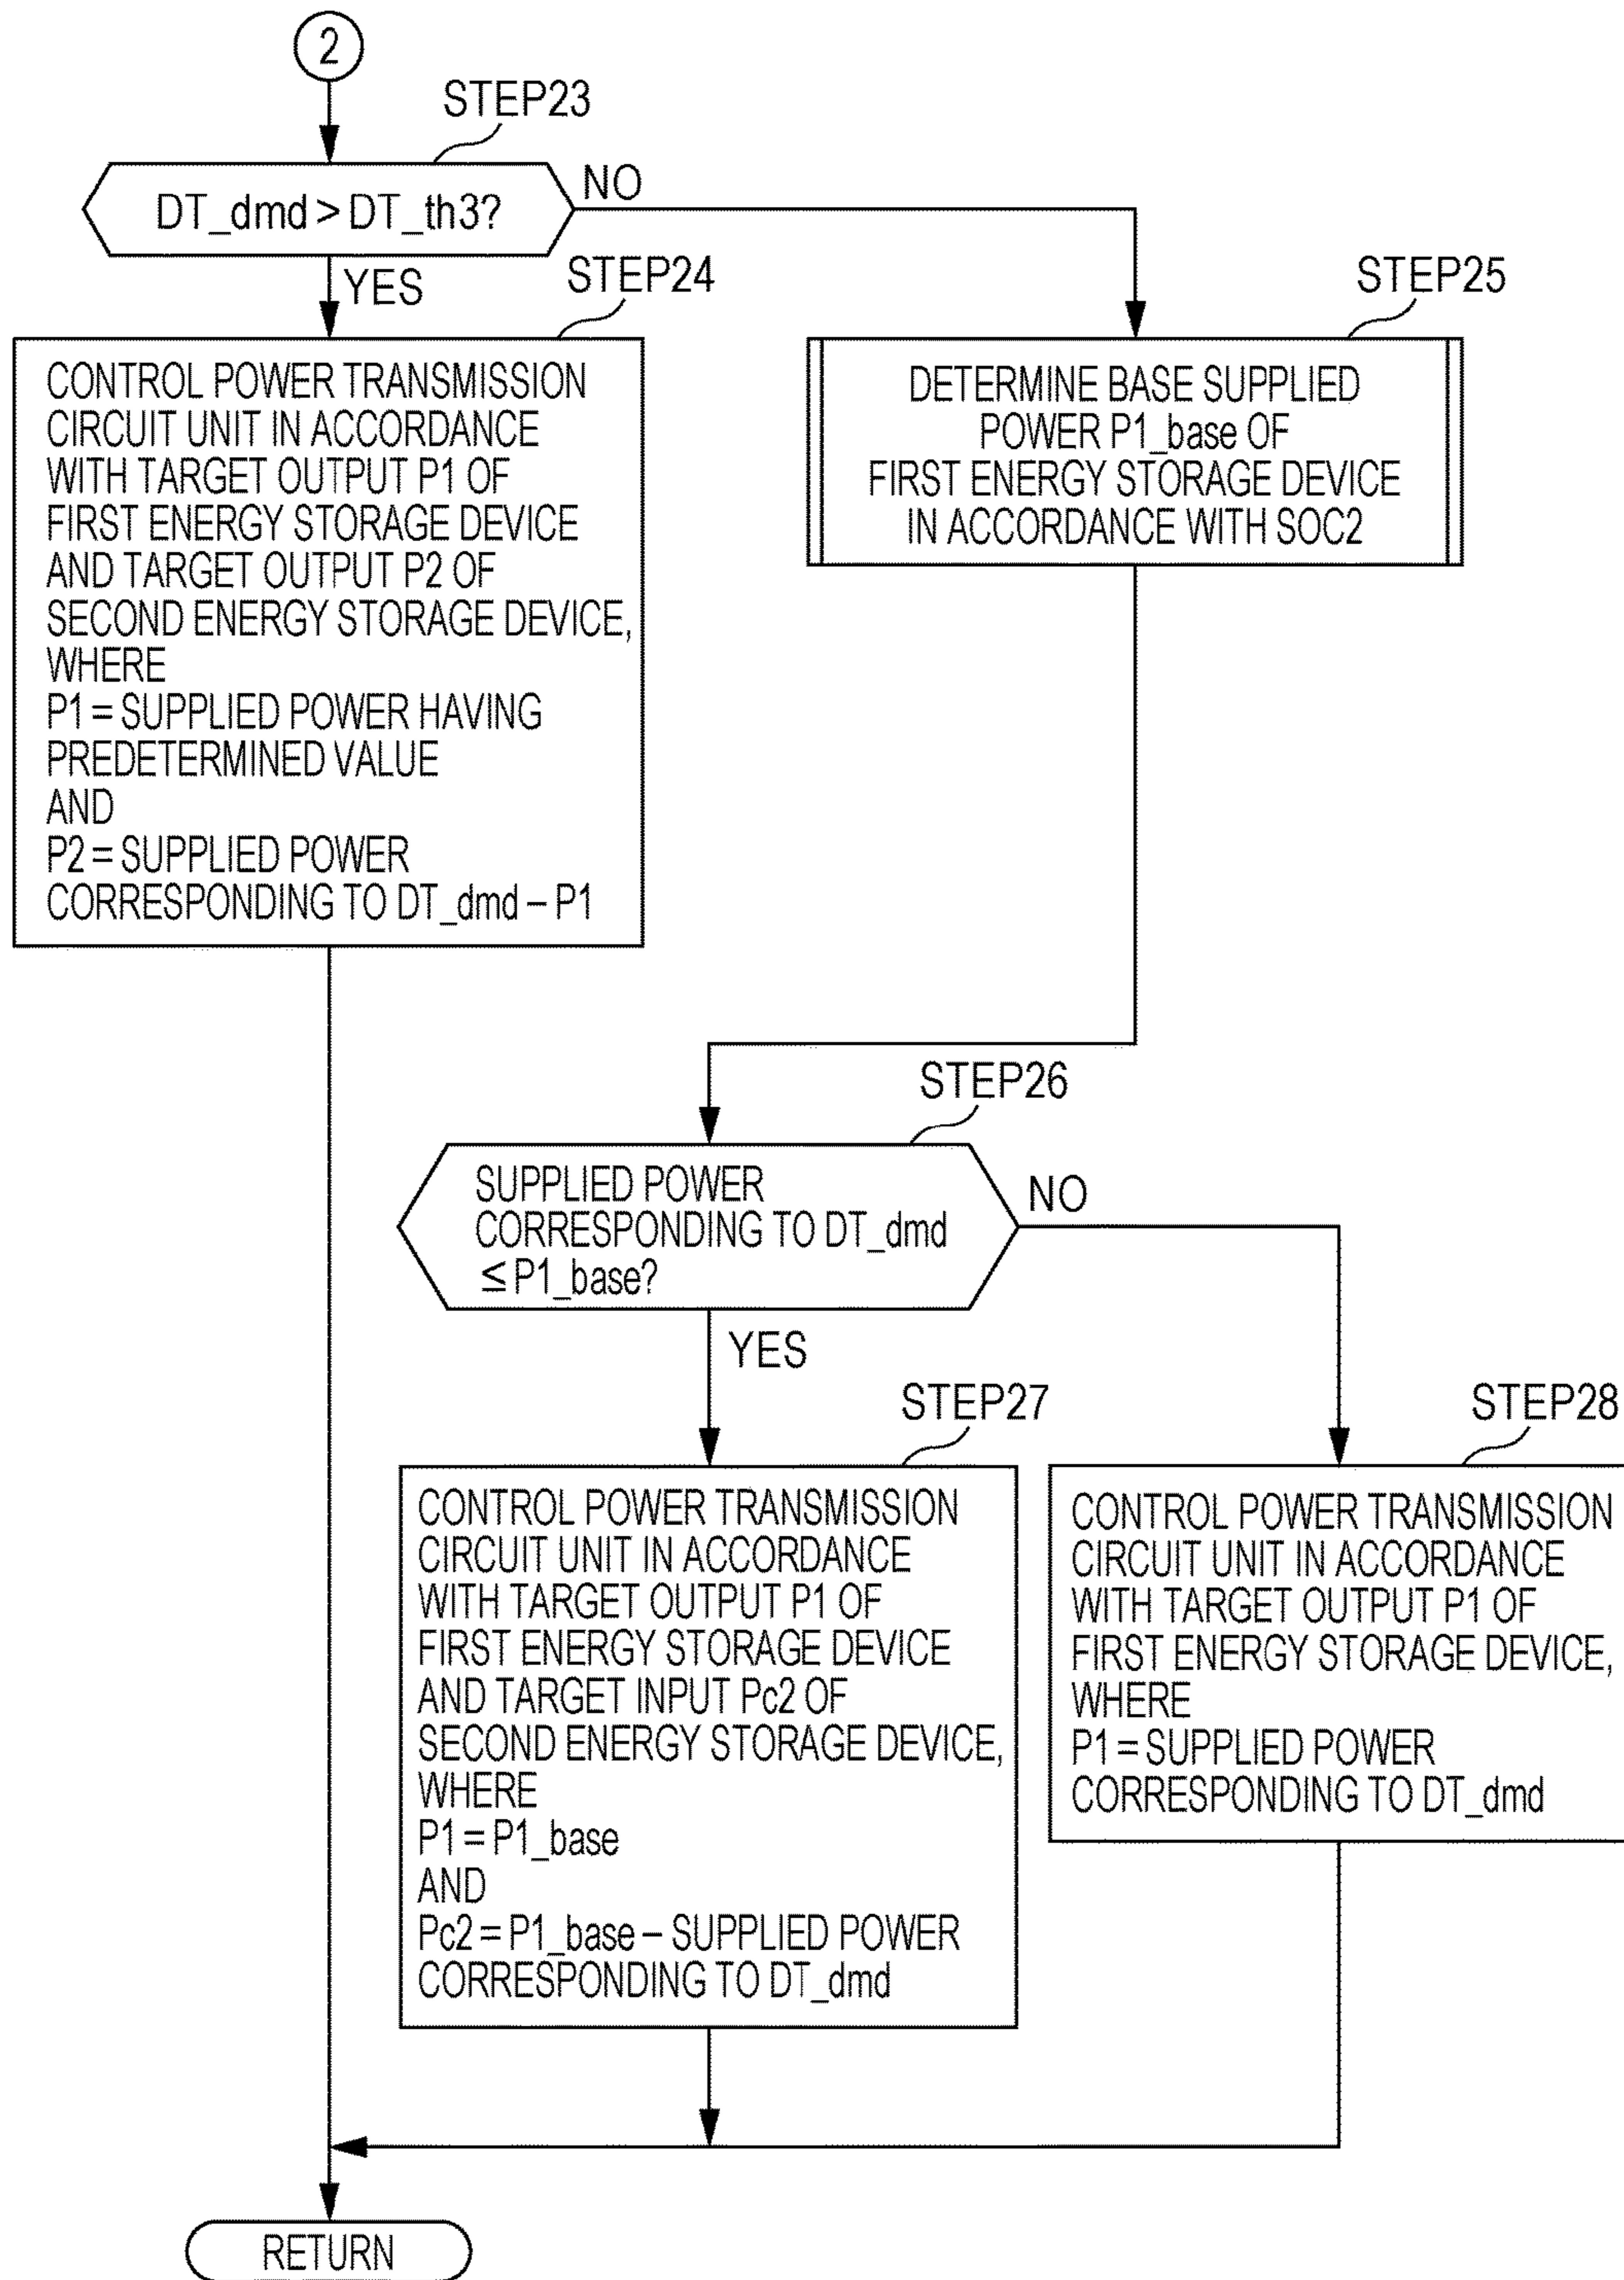 2
STEP23
DT_dmd > DT_th3?
NO
YES
STEP24
CONTROL POWER TRANSMISSION
CIRCUIT UNIT IN ACCORDANCE
WITH TARGET OUTPUT P1 OF
FIRST ENERGY STORAGE DEVICE
AND TARGET OUTPUT P2 OF
SECOND ENERGY STORAGE DEVICE,
WHERE
P1 = SUPPLIED POWER HAVING
PREDETERMINED VALUE
AND
P2 = SUPPLIED POWER
CORRESPONDING TO DT_dmd – P1
STEP25
DETERMINE BASE SUPPLIED
POWER P1_base OF
FIRST ENERGY STORAGE DEVICE
IN ACCORDANCE WITH SOC2
STEP26
SUPPLIED POWER
CORRESPONDING TO DT_dmd
≤ P1_base?
NO
YES
STEP27
CONTROL POWER TRANSMISSION
CIRCUIT UNIT IN ACCORDANCE
WITH TARGET OUTPUT P1 OF
FIRST ENERGY STORAGE DEVICE
AND TARGET INPUT Pc2 OF
SECOND ENERGY STORAGE DEVICE,
WHERE
P1 = P1_base
AND
Pc2 = P1_base – SUPPLIED POWER
CORRESPONDING TO DT_dmd
STEP28
CONTROL POWER TRANSMISSION
CIRCUIT UNIT IN ACCORDANCE
WITH TARGET OUTPUT P1 OF
FIRST ENERGY STORAGE DEVICE,
WHERE
P1 = SUPPLIED POWER
CORRESPONDING TO DT_dmd
RETURN